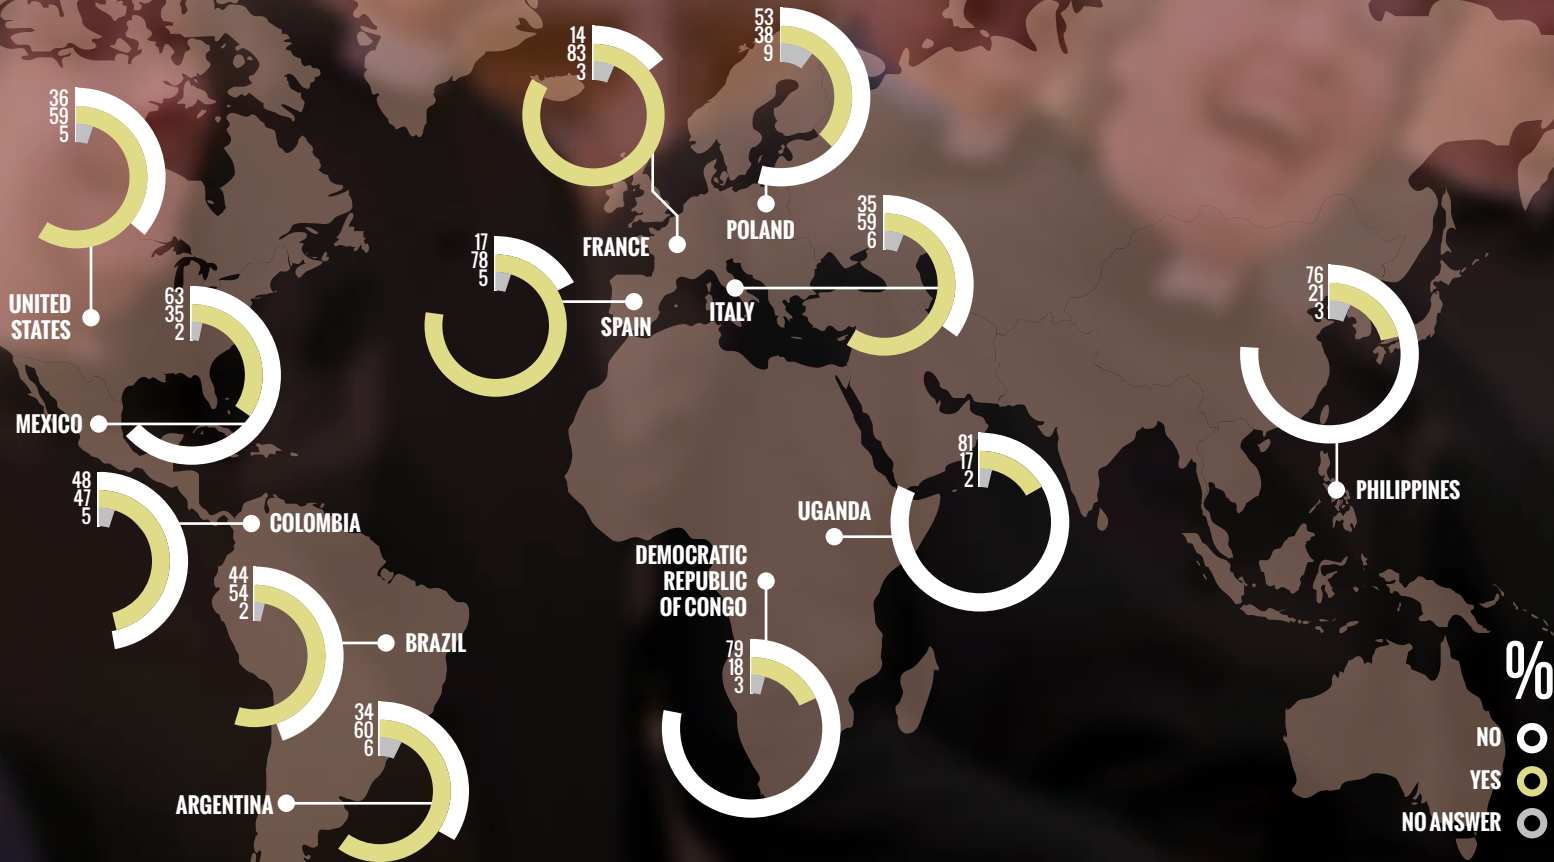 14
83
3
53
38
9
36
59
5
FRANCE
POLAND
35
59
6
17
78
5
UNITED
STATES
63
35
2
SPAIN
ITALY
76
21
3
MEXICO
81
17
2
48
47
5
COLOMBIA
UGANDA
PHILIPPINES
DEMOCRATIC
REPUBLIC
OF CONGO
44
54
2
BRAZIL
79
18
3
34
60
6
ARGENTINA
%
NO
YES
NO ANSWER